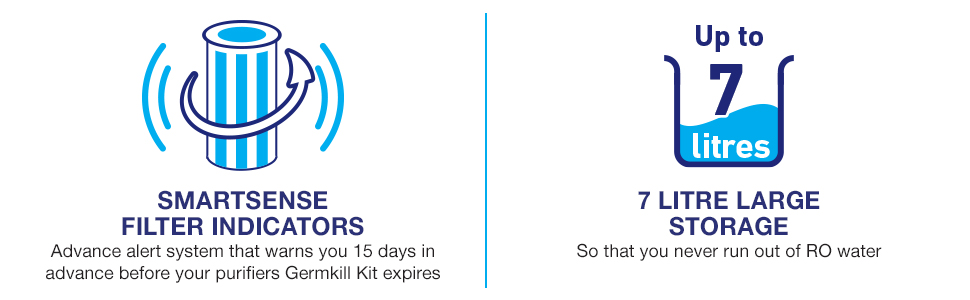 SMARTSENSE
FILTER INDICATORS
Advance alert system that warns you 15 days in
advance before your purifiers Germkill Kit expires
Up to
7
litres
7 LITRE LARGE
STORAGE
So that you never run out of RO water